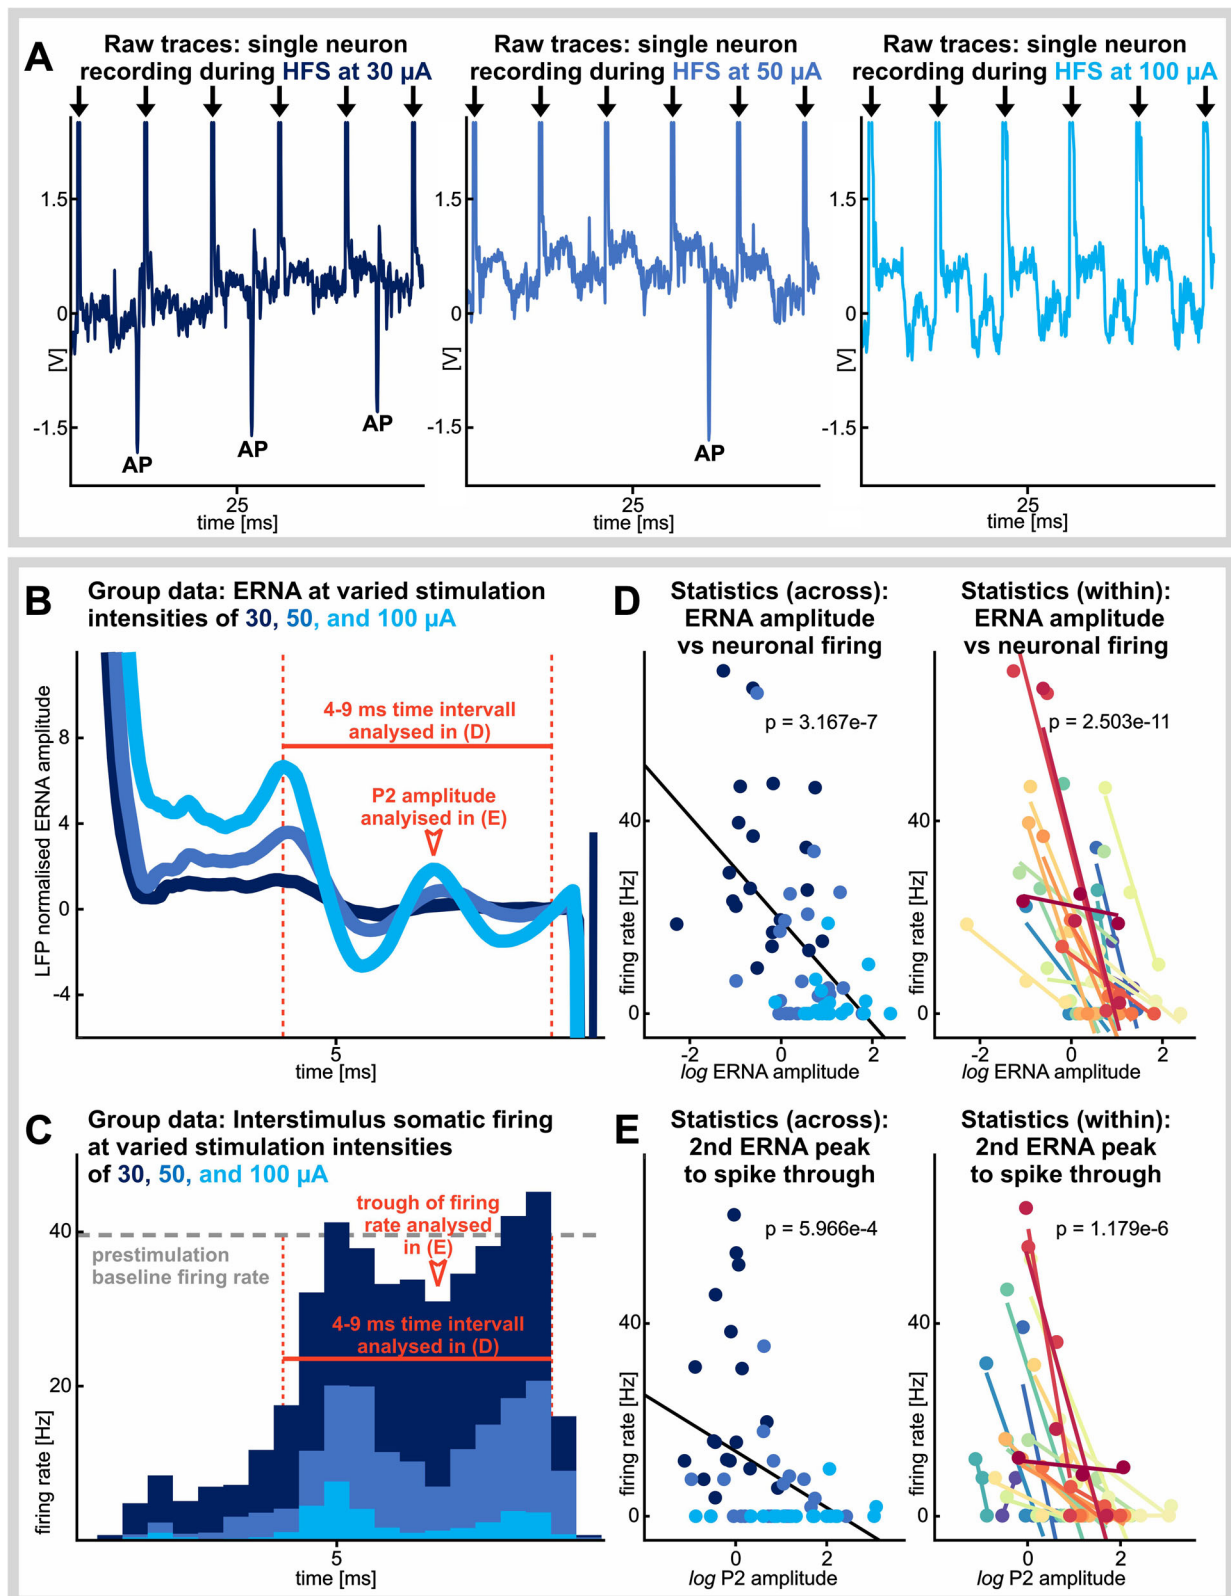 A
Raw traces: single neuron
recording during HFS at 30 µA
Raw traces: single neuron
recording during HFS at 50 µA
Raw traces: single neuron
recording during HFS at 100 µA
1.5
0
-1.5
[V]
AP
AP
AP
25
time [ms]
1.5
0
-1.5
[V]
AP
25
time [ms]
1.5
0
-1.5
[V]
25
time [ms]
B
Group data: ERNA at varied stimulation
intensities of 30, 50, and 100 µA
LFP normalised ERNA amplitude
8
4
0
-4
4-9 ms time intervall
analysed in (D)
P2 amplitude
analyised in (E)
5
time [ms]
C
Group data: Interstimulus somatic firing
at varied stimulation intensities
of 30, 50, and 100 µA
trough of firing
rate analysed
in (E)
40
prestimulation
baseline firing rate
4-9 ms time intervall
analysed in (D)
20
firing rate [Hz]
5
time [ms]
D
Statistics (across):
ERNA amplitude
vs neuronal firing
p = 3.167e-7
40
firing rate [Hz]
0
-2
0
2
log ERNA amplitude
Statistics (within):
ERNA amplitude
vs neuronal firing
p = 2.503e-11
40
firing rate [Hz]
0
-2
0
2
log ERNA amplitude
E
Statistics (across):
2nd ERNA peak
to spike through
p = 5.966e-4
40
firing rate [Hz]
0
0
2
log P2 amplitude
Statistics (within):
2nd ERNA peak
to spike through
p = 1.179e-6
40
firing rate [Hz]
0
0
2
log P2 amplitude